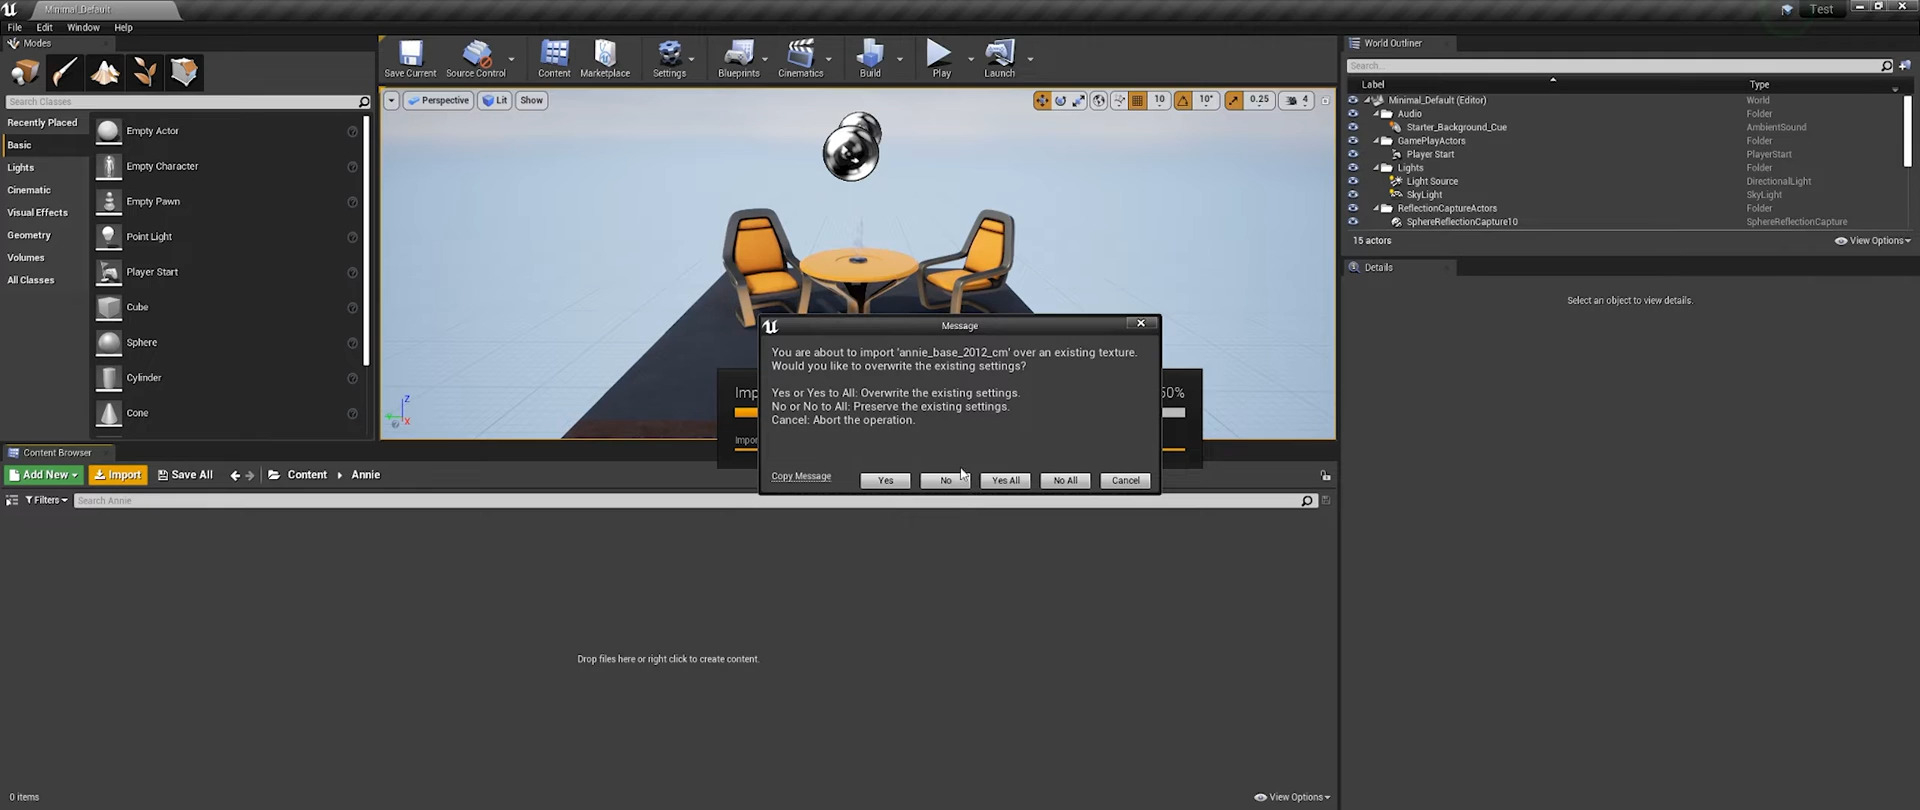 Minimal_Default
Test
File Edit Window Help
Modes
Search Classes
Recently Placed
Basic
Lights
Cinematic
Visual Effects
Geometry
Volumes
All Classes
Empty Actor
Empty Character
Empty Pawn
Point Light
Player Start
Cube
Sphere
Cylinder
Cone
Save Current Source Control Content Marketplace Settings Blueprints Cinematics Build Play Launch
Perspective Lit Show
10 10° 0.25 4
Z
X
World Outliner
Search...
Label Type
Minimal_Default (Editor) World
Audio Folder
Starter_Background_Cue AmbientSound
GamePlayActors Folder
Player Start PlayerStart
Lights Folder
Light Source DirectionalLight
SkyLight SkyLight
ReflectionCaptureActors Folder
SphereReflectionCapture10 SphereReflectionCapture
15 actors View Options
Details
Select an object to view details.
Message
You are about to import 'annie_base_2012_cm' over an existing texture.
Would you like to overwrite the existing settings?
Yes or Yes to All: Overwrite the existing settings.
No or No to All: Preserve the existing settings.
Cancel: Abort the operation.
Copy Message Yes No Yes All No All Cancel
Content Browser
Add New Import Save All Content Annie
Filters Search Annie
Drop files here or right click to create content.
0 items View Options